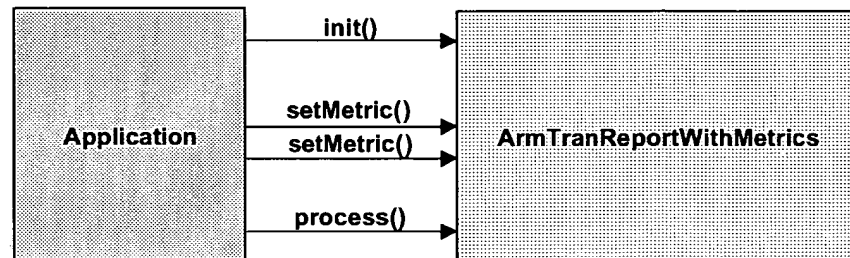 init()
setMetric()
Application
ArmTranReportWithMetrics
setMetric()
process()